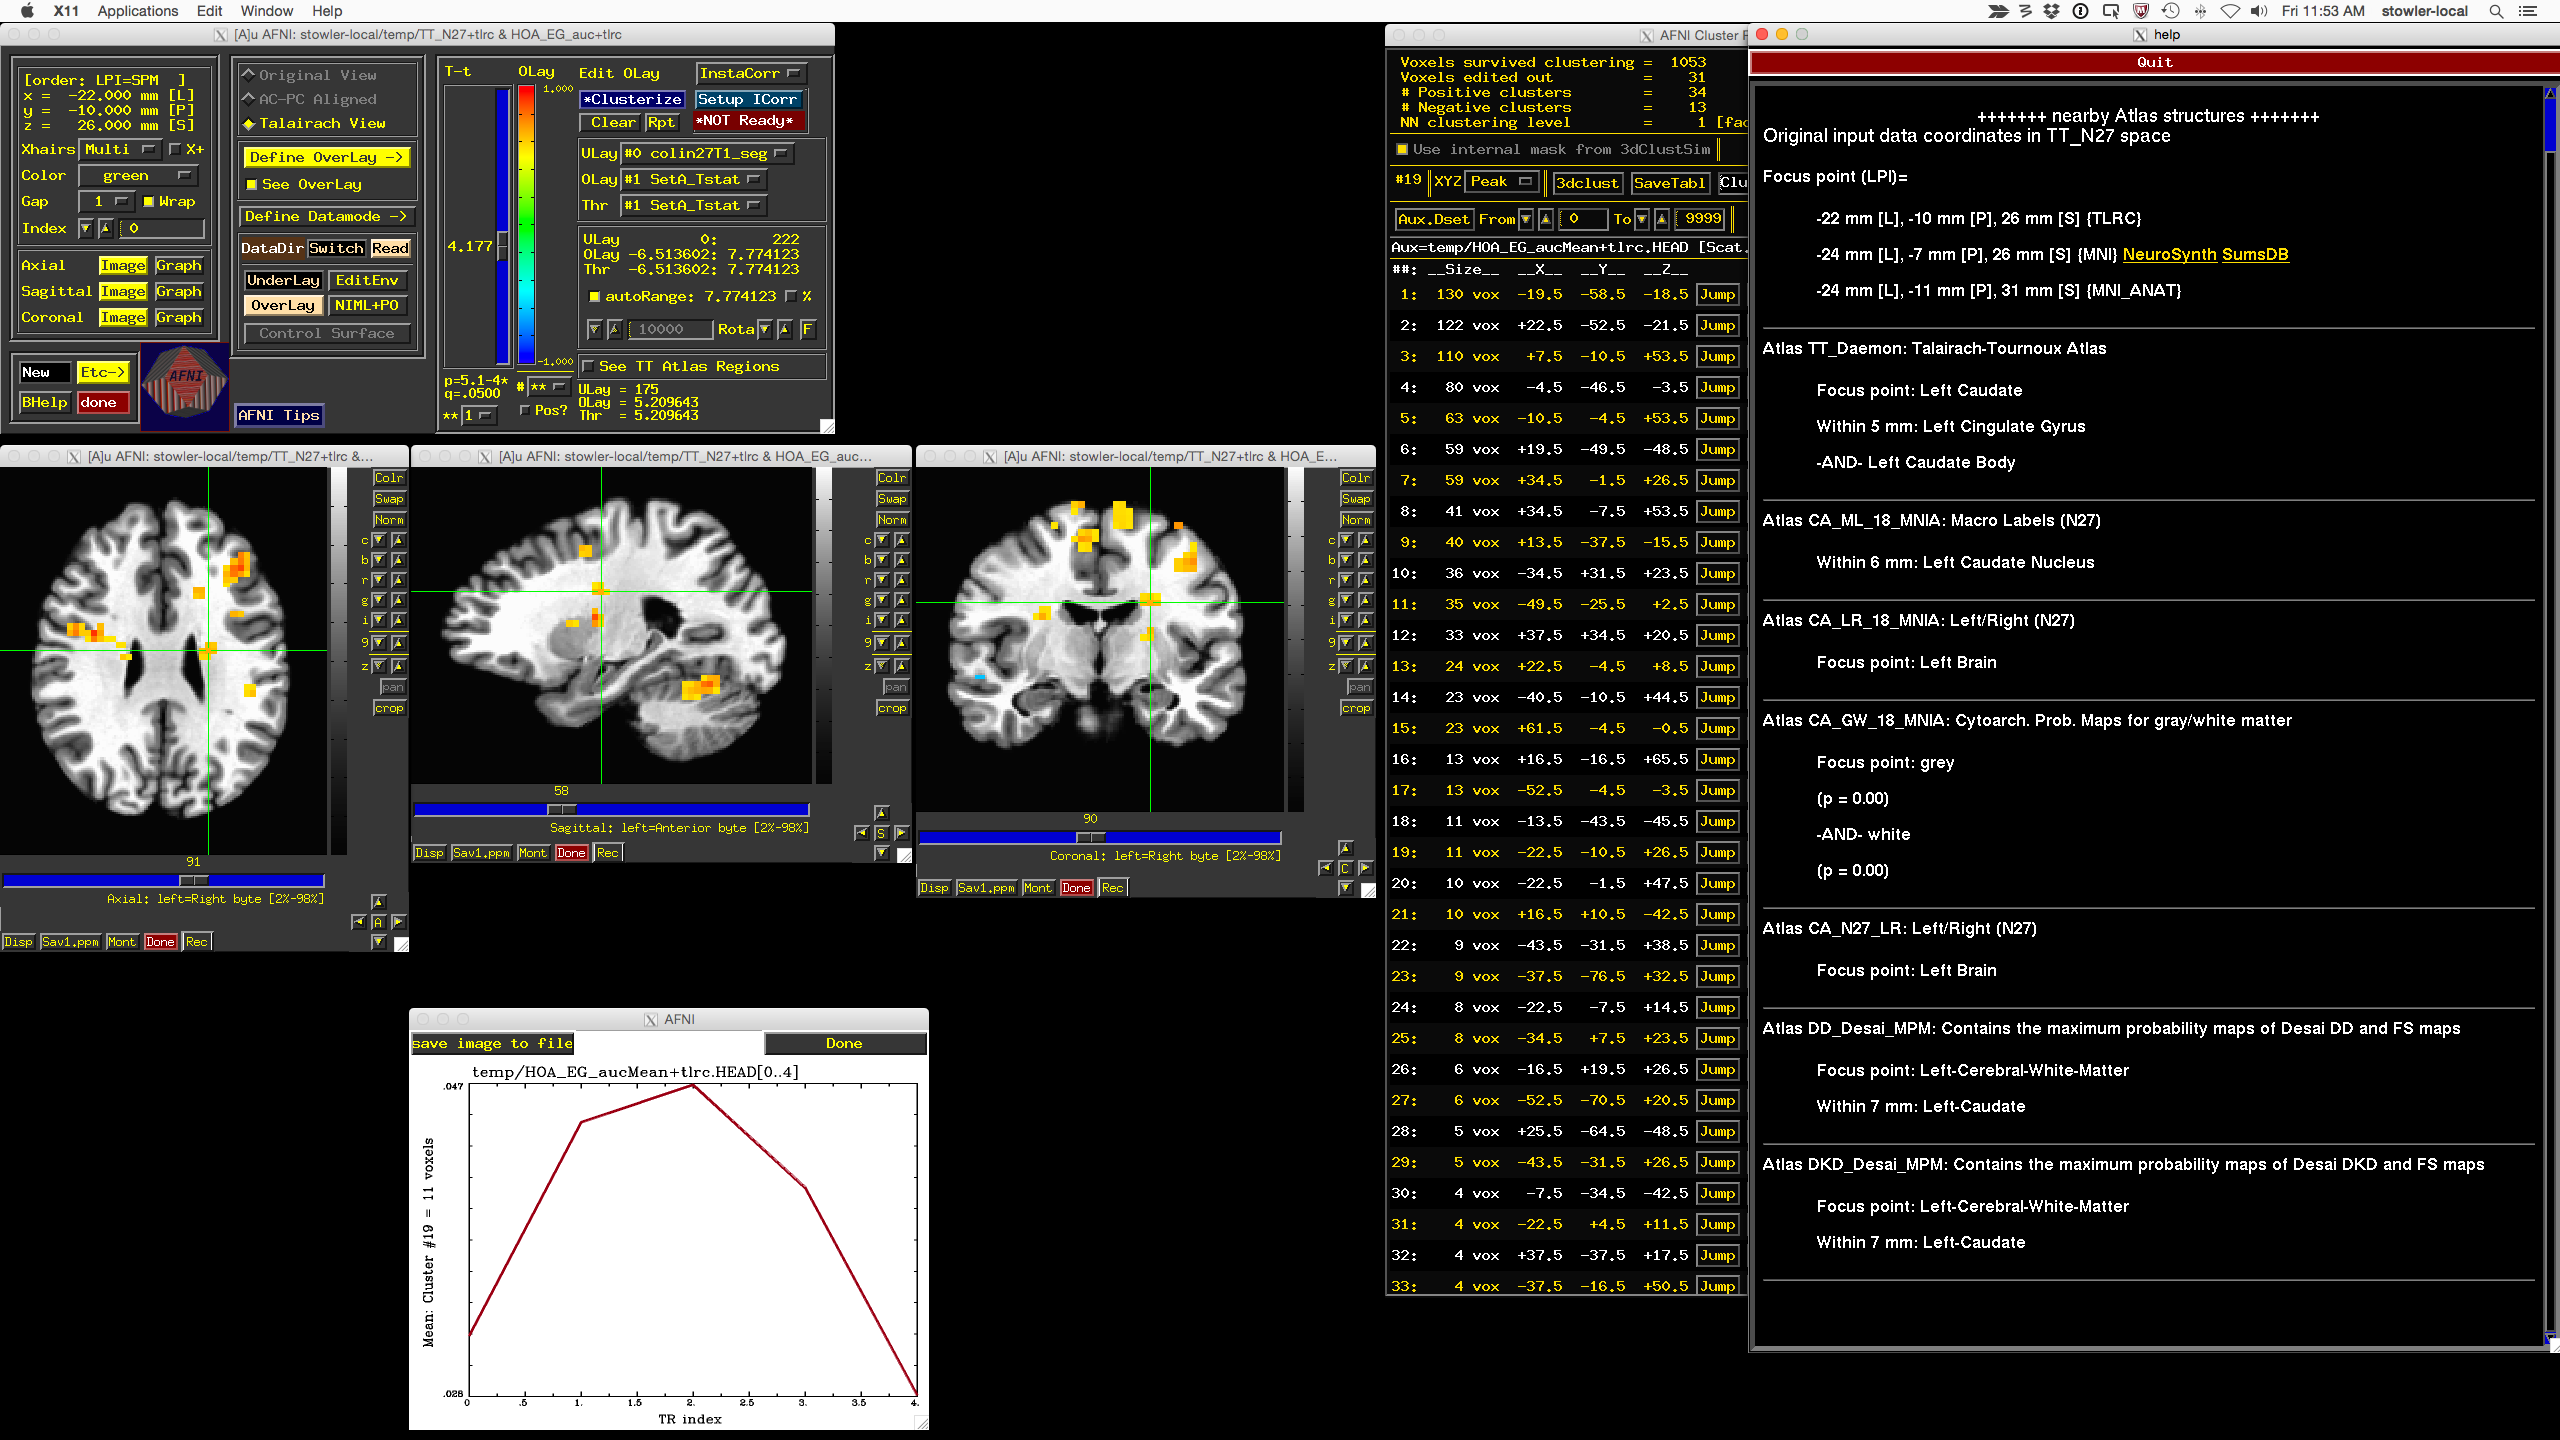 X11 Applications Edit Window Help
Fri 11:53 AM stowler-local
[A]u AFNI: stowler-local/temp/TT_N27+tlrc & HOA_EG_auc+tlrc
[order: LPI=SPM ]
x = -22.000 mm [L]
y = -10.000 mm [P]
z = 26.000 mm [S]
Xhairs Multi X+
Color green
Gap 1 Wrap
Index 0
Axial Image Graph
Sagittal Image Graph
Coronal Image Graph
New Etc->
BHelp done
AFNI
Original View
AC-PC Aligned
Talairach View
Define OverLay ->
See OverLay
Define Datamode ->
DataDir Switch Read
UnderLay EditEnv
OverLay NIML+PO
Control Surface
AFNI Tips
T-t
4.177
p=5.1-4*
q=.0500
** 1
OLay
1.000
-1.000
# **
Pos?
Edit OLay InstaCorr
*Clusterize Setup ICorr
Clear Rpt *NOT Ready*
ULay #0 colin27T1_seg
OLay #1 SetA_Tstat
Thr #1 SetA_Tstat
ULay 0: 222
OLay -6.513602: 7.774123
Thr -6.513602: 7.774123
autoRange: 7.774123 %
10000 Rota F
See TT Atlas Regions
ULay = 175
OLay = 5.209643
Thr = 5.209643
[A]u AFNI: stowler-local/temp/TT_N27+tlrc &...
Colr
Swap
Norm
c
b
r
g
i
9
z
pan
crop
91
Axial: left=Right byte [2%-98%]
A
Disp Sav1.ppm Mont Done Rec
[A]u AFNI: stowler-local/temp/TT_N27+tlrc & HOA_EG_auc...
Colr
Swap
Norm
c
b
r
g
i
9
z
pan
crop
58
Sagittal: left=Anterior byte [2%-98%]
S
Disp Sav1.ppm Mont Done Rec
[A]u AFNI: stowler-local/temp/TT_N27+tlrc & HOA_E...
Colr
Swap
Norm
c
b
r
g
i
9
z
pan
crop
90
Coronal: left=Right byte [2%-98%]
C
Disp Sav1.ppm Mont Done Rec
AFNI
save image to file Done
temp/HOA_EG_aucMean+tlrc.HEAD[0..4]
.047
Mean: Cluster #19 = 11 voxels
.028
0 .5 1. 1.5 2. 2.5 3. 3.5 4.
TR index
AFNI Cluster R
Voxels survived clustering = 1053
Voxels edited out = 31
# Positive clusters = 34
# Negative clusters = 13
NN clustering level = 1 [fac
Use internal mask from 3dClustSim
#19 XYZ Peak 3dclust SaveTabl Clu
Aux.Dset From 0 To 9999
Aux=temp/HOA_EG_aucMean+tlrc.HEAD [Scat.
##: __Size__ __X__ __Y__ __Z__
1: 130 vox -19.5 -58.5 -18.5 Jump
2: 122 vox +22.5 -52.5 -21.5 Jump
3: 110 vox +7.5 -10.5 +53.5 Jump
4: 80 vox -4.5 -46.5 -3.5 Jump
5: 63 vox -10.5 -4.5 +53.5 Jump
6: 59 vox +19.5 -49.5 -48.5 Jump
7: 59 vox +34.5 -1.5 +26.5 Jump
8: 41 vox +34.5 -7.5 +53.5 Jump
9: 40 vox +13.5 -37.5 -15.5 Jump
10: 36 vox -34.5 +31.5 +23.5 Jump
11: 35 vox -49.5 -25.5 +2.5 Jump
12: 33 vox +37.5 +34.5 +20.5 Jump
13: 24 vox +22.5 -4.5 +8.5 Jump
14: 23 vox -40.5 -10.5 +44.5 Jump
15: 23 vox +61.5 -4.5 -0.5 Jump
16: 13 vox +16.5 -16.5 +65.5 Jump
17: 13 vox -52.5 -4.5 -3.5 Jump
18: 11 vox -13.5 -43.5 -45.5 Jump
19: 11 vox -22.5 -10.5 +26.5 Jump
20: 10 vox -22.5 -1.5 +47.5 Jump
21: 10 vox +16.5 +10.5 -42.5 Jump
22: 9 vox -43.5 -31.5 +38.5 Jump
23: 9 vox -37.5 -76.5 +32.5 Jump
24: 8 vox -22.5 -7.5 +14.5 Jump
25: 8 vox -34.5 +7.5 +23.5 Jump
26: 6 vox -16.5 +19.5 +26.5 Jump
27: 6 vox -52.5 -70.5 +20.5 Jump
28: 5 vox +25.5 -64.5 -48.5 Jump
29: 5 vox -43.5 -31.5 +26.5 Jump
30: 4 vox -7.5 -34.5 -42.5 Jump
31: 4 vox -22.5 +4.5 +11.5 Jump
32: 4 vox +37.5 -37.5 +17.5 Jump
33: 4 vox -37.5 -16.5 +50.5 Jump
help
Quit
+++++++ nearby Atlas structures +++++++
Original input data coordinates in TT_N27 space
Focus point (LPI)=
-22 mm [L], -10 mm [P], 26 mm [S] {TLRC}
-24 mm [L], -7 mm [P], 26 mm [S] {MNI} NeuroSynth SumsDB
-24 mm [L], -11 mm [P], 31 mm [S] {MNI_ANAT}
Atlas TT_Daemon: Talairach-Tournoux Atlas
Focus point: Left Caudate
Within 5 mm: Left Cingulate Gyrus
-AND- Left Caudate Body
Atlas CA_ML_18_MNIA: Macro Labels (N27)
Within 6 mm: Left Caudate Nucleus
Atlas CA_LR_18_MNIA: Left/Right (N27)
Focus point: Left Brain
Atlas CA_GW_18_MNIA: Cytoarch. Prob. Maps for gray/white matter
Focus point: grey
(p = 0.00)
-AND- white
(p = 0.00)
Atlas CA_N27_LR: Left/Right (N27)
Focus point: Left Brain
Atlas DD_Desai_MPM: Contains the maximum probability maps of Desai DD and FS maps
Focus point: Left-Cerebral-White-Matter
Within 7 mm: Left-Caudate
Atlas DKD_Desai_MPM: Contains the maximum probability maps of Desai DKD and FS maps
Focus point: Left-Cerebral-White-Matter
Within 7 mm: Left-Caudate